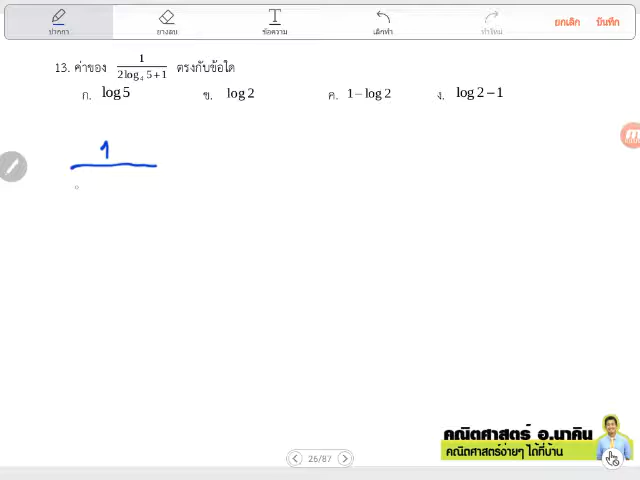 ปากกา ยางลบ ข้อความ เลิกทำ ทำใหม่ ยกเลิก บันทึก
13. ค่าของ 1/(2log₄ 5+1) ตรงกับข้อใด
ก. log 5 ข. log 2 ค. 1 – log 2 ง. log 2 – 1
1
คณิตศาสตร์ อ.นาคิน
คณิตศาสตร์ง่ายๆ ได้ที่บ้าน
26/87